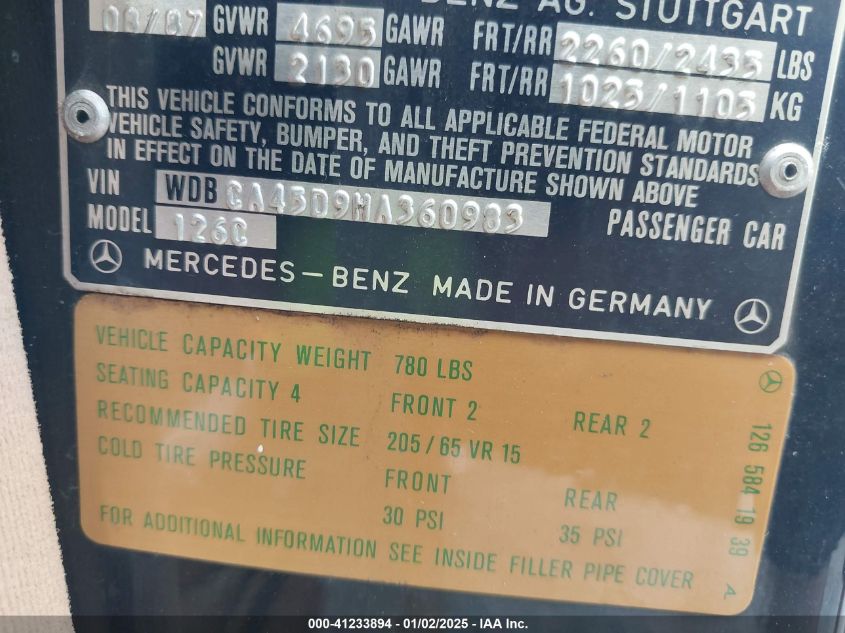 BENZ AG. STUTTGART
08/87 GVWR 4695 GAWR FRT/RR 2260/2435 LBS
GVWR 2130 GAWR FRT/RR 1025/1105 KG
THIS VEHICLE CONFORMS TO ALL APPLICABLE FEDERAL MOTOR
VEHICLE SAFETY, BUMPER, AND THEFT PREVENTION STANDARDS
IN EFFECT ON THE DATE OF MANUFACTURE SHOWN ABOVE
VIN WDB CA45D9HA360983
MODEL 126C PASSENGER CAR
MERCEDES-BENZ MADE IN GERMANY
VEHICLE CAPACITY WEIGHT 780 LBS
SEATING CAPACITY 4 FRONT 2 REAR 2
RECOMMENDED TIRE SIZE 205/65 VR 15
COLD TIRE PRESSURE FRONT REAR
30 PSI 35 PSI
FOR ADDITIONAL INFORMATION SEE INSIDE FILLER PIPE COVER
126 584 19 39 A
000-41233894 - 01/02/2025 - IAA Inc.